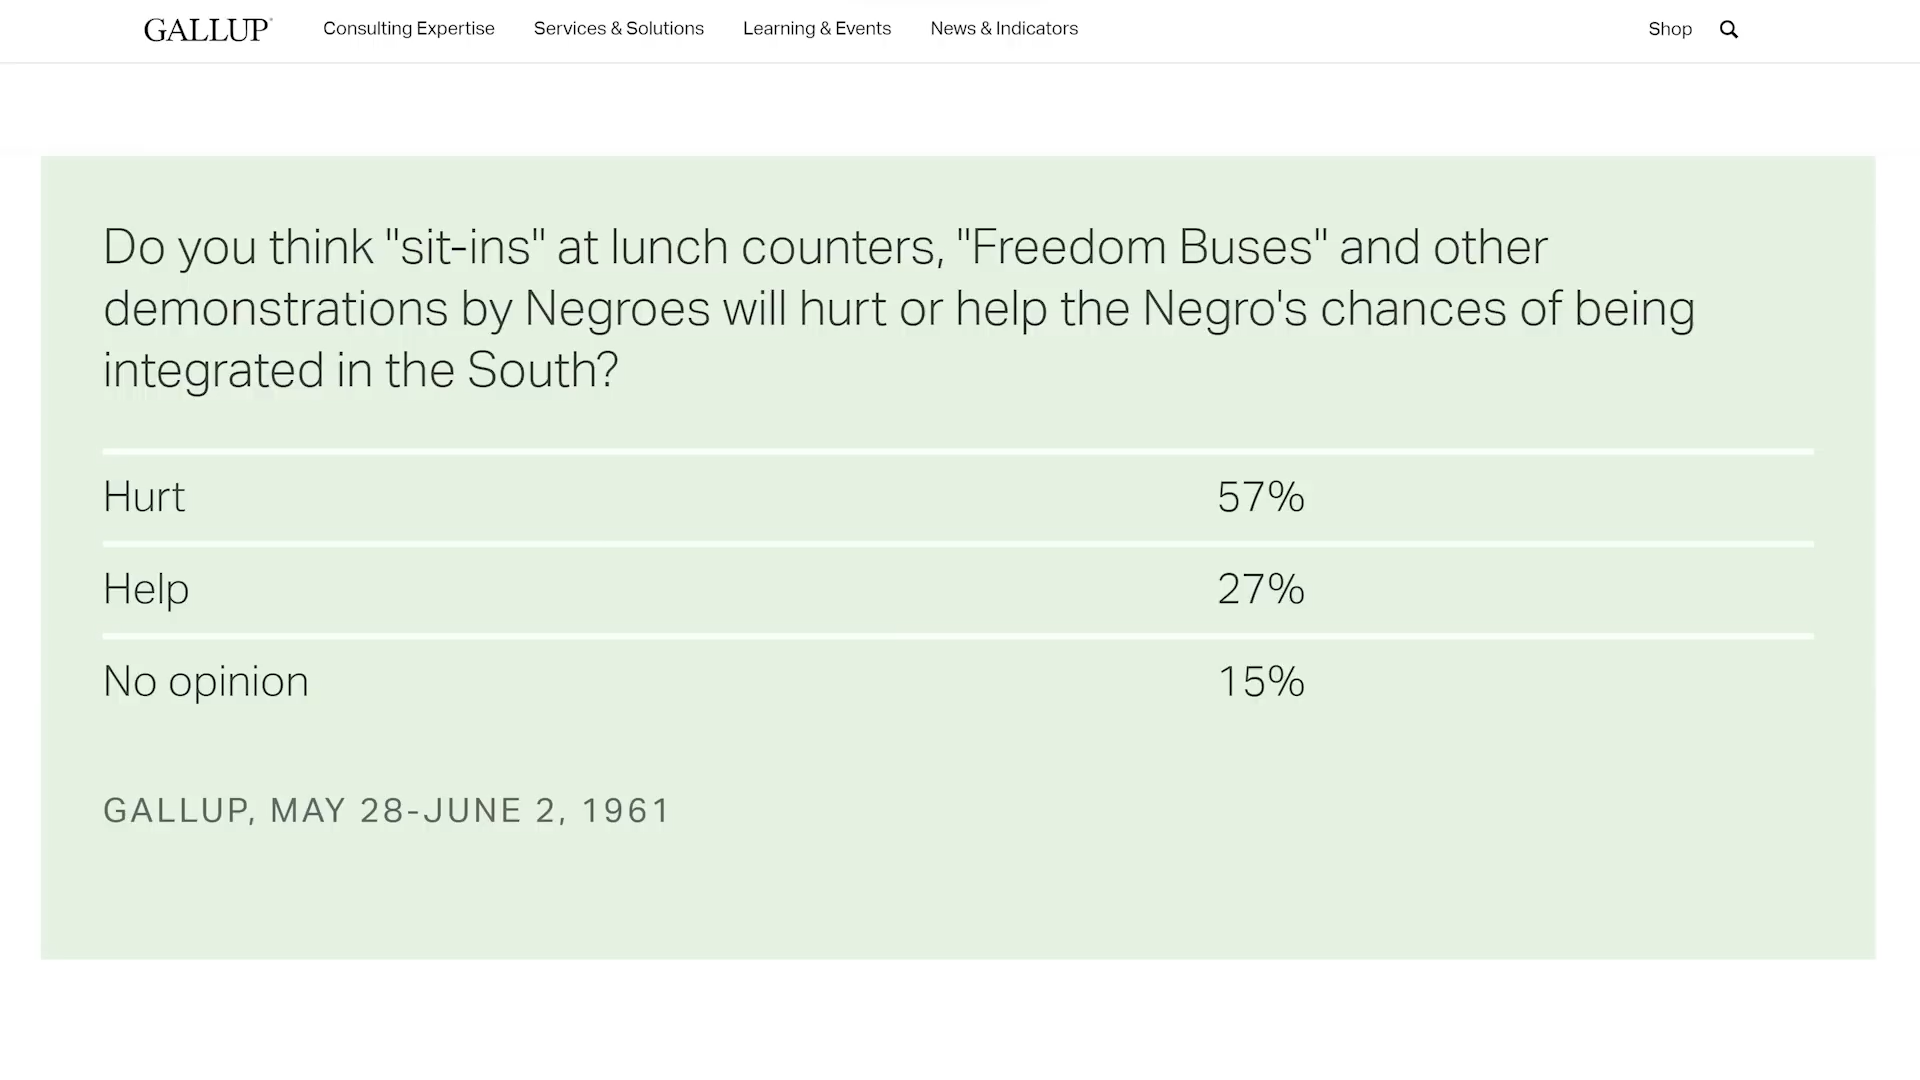 GALLUP
Consulting Expertise
Services & Solutions
Learning & Events
News & Indicators
Shop
Do you think "sit-ins" at lunch counters, "Freedom Buses" and other
demonstrations by Negroes will hurt or help the Negro's chances of being
integrated in the South?
Hurt 57%
Help 27%
No opinion 15%
GALLUP, MAY 28-JUNE 2, 1961